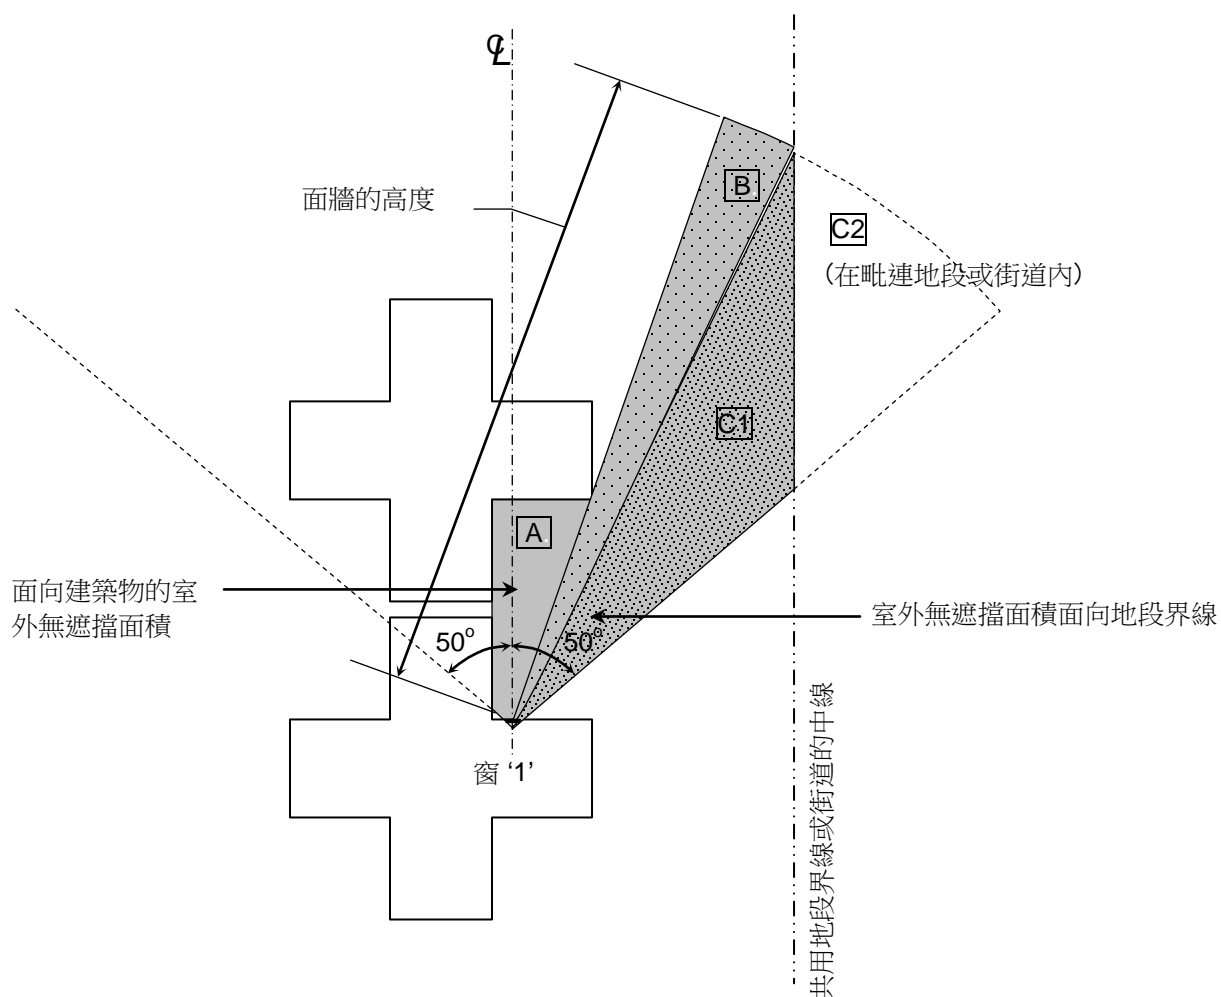 ℄
面牆的高度
B
C2
(在毗連地段或街道內)
C1
A
面向建築物的室
外無遮擋面積
50°
50°
室外無遮擋面積面向地段界線
窗 ‘1’
共用地段界線或街道的中線